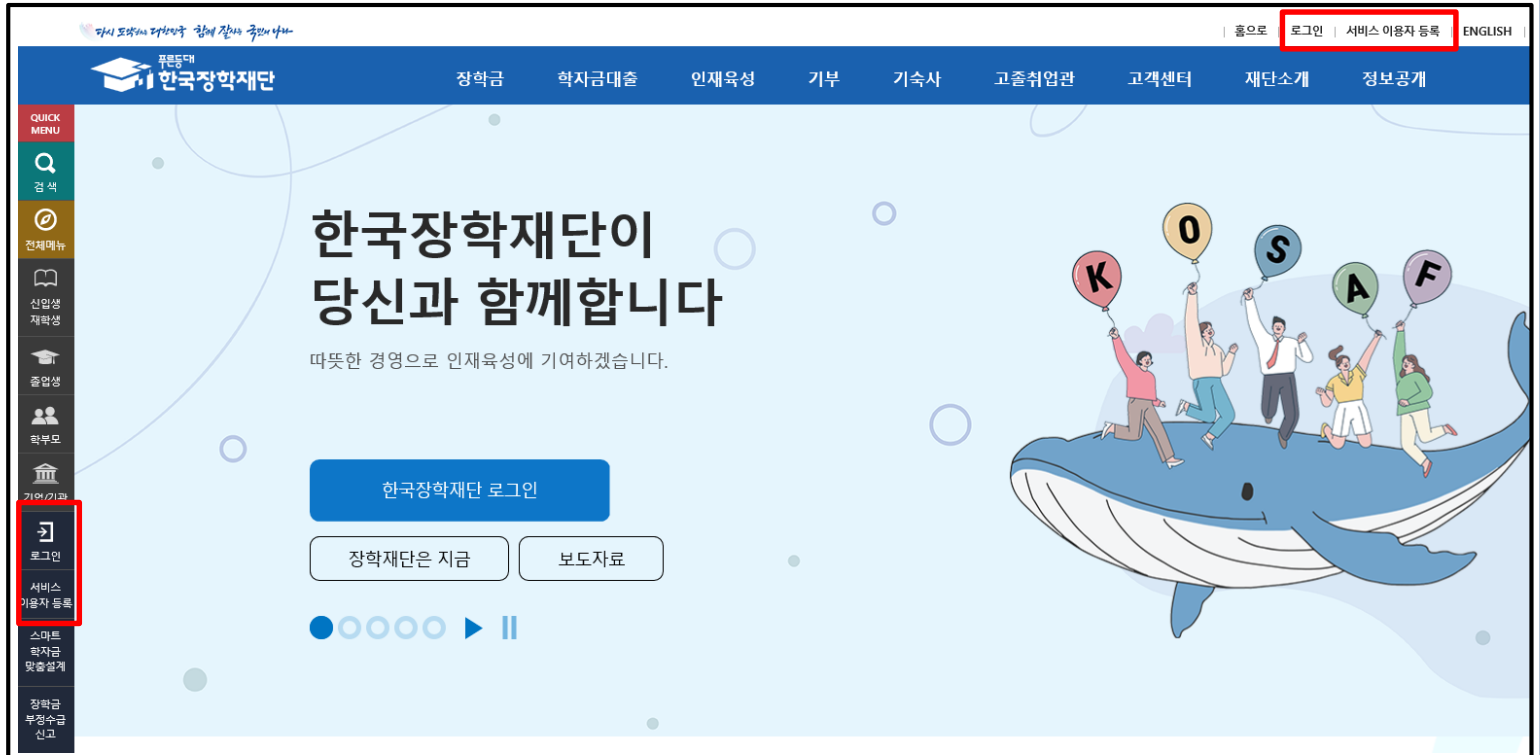 다시 도약하는 대한민국 함께 잘사는 국민의 나라
홈으로 | 로그인 | 서비스 이용자 등록 | ENGLISH |
푸른등대
한국장학재단
장학금 학자금대출 인재육성 기부 기숙사 고졸취업관 고객센터 재단소개 정보공개
QUICK
MENU
검색
전체메뉴
신입생
재학생
졸업생
학부모
기업/기관
로그인
서비스
이용자 등록
스마트
학자금
맞춤설계
장학금
부정수급
신고
한국장학재단이
당신과 함께합니다
따뜻한 경영으로 인재육성에 기여하겠습니다.
한국장학재단 로그인
장학재단은 지금
보도자료
K O S A F